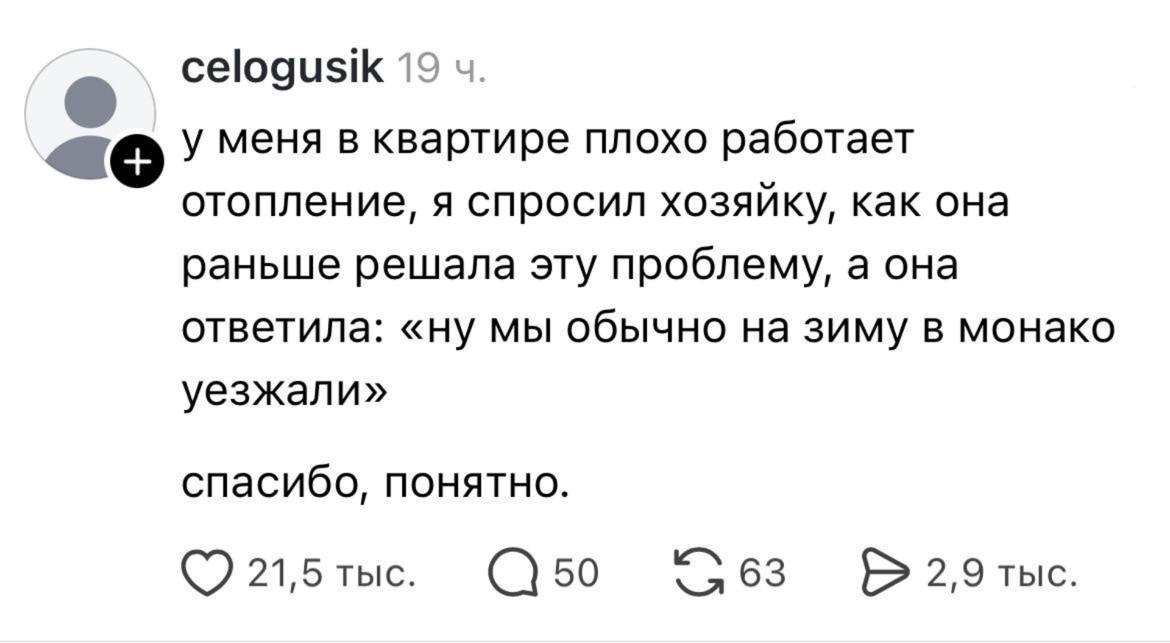 celogusik 19 ч.
у меня в квартире плохо работает
отопление, я спросил хозяйку, как она
раньше решала эту проблему, а она
ответила: «ну мы обычно на зиму в монако
уезжали»
спасибо, понятно.
21,5 тыс. 50 63 2,9 тыс.